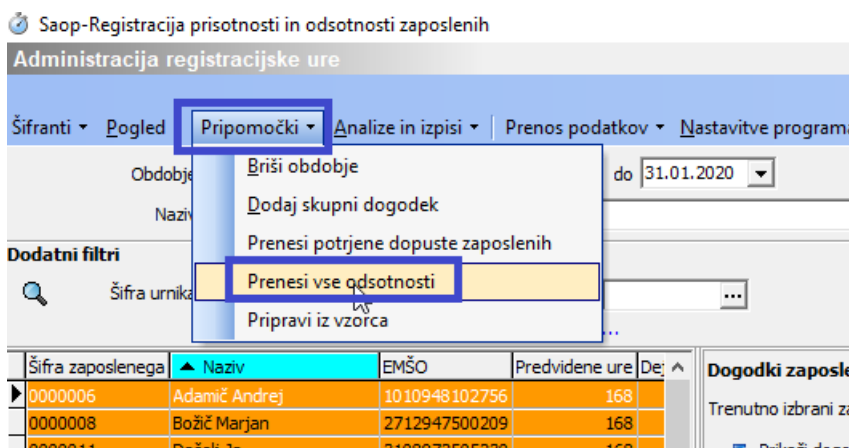 Saop-Registracija prisotnosti in odsotnosti zaposlenih
Administracija registracijske ure
Šifranti Pogled Pripomočki Analize in izpisi Prenos podatkov Nastavitve programa
Obdobje do 31.01.2020
Naziv
Briši obdobje
Dodaj skupni dogodek
Prenesi potrjene dopuste zaposlenih
Prenesi vse odsotnosti
Pripravi iz vzorca
Dodatni filtri
Šifra urnika ...
...
Šifra zaposlenega Naziv EMŠO Predvidene ure Dej
Dogodki zaposle
0000006 Adamič Andrej 1010948102756 168
Trenutno izbrani za
0000008 Božič Marjan 2712947500209 168